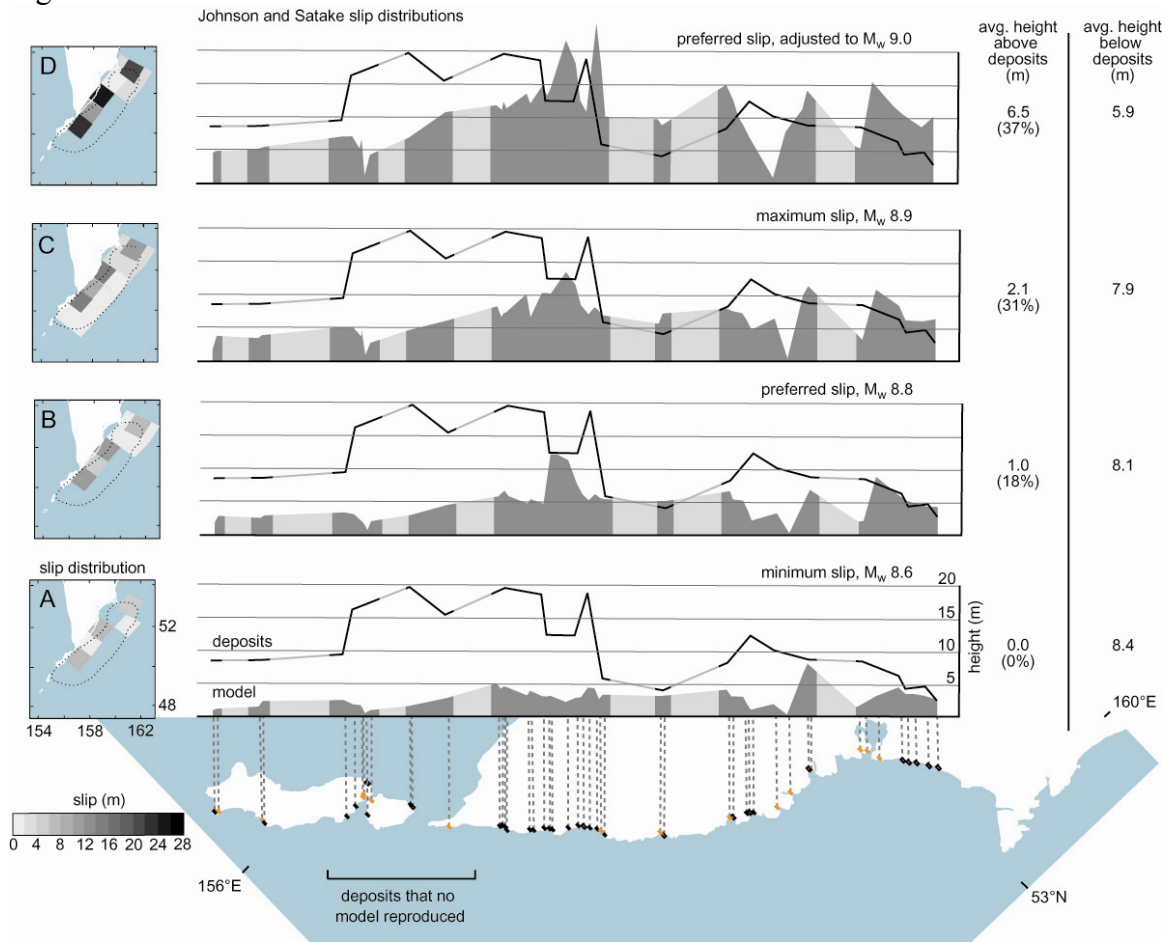 Johnson and Satake slip distributions
D
preferred slip, adjusted to Mw 9.0
avg. height
above
deposits
(m)
6.5
(37%)
avg. height
below
deposits
(m)
5.9
C
maximum slip, Mw 8.9
2.1
(31%)
7.9
B
preferred slip, Mw 8.8
1.0
(18%)
8.1
slip distribution
A
52
48
154 158 162
minimum slip, Mw 8.6
deposits
model
20
15
10
5
height (m)
0.0
(0%)
8.4
160°E
slip (m)
0 4 8 12 16 20 24 28
156°E
deposits that no
model reproduced
53°N